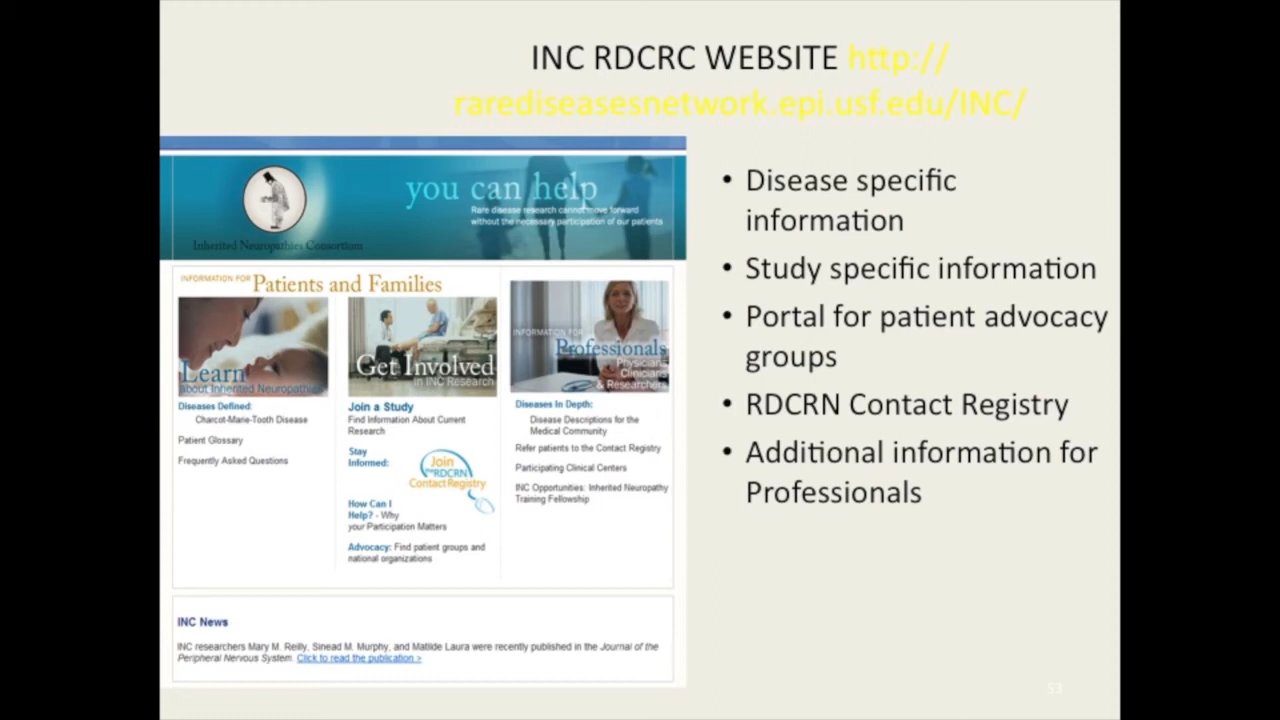 INC RDCRC WEBSITE http://
rarediseasesnetwork.epi.usf.edu/INC/
you can help
Rare disease research cannot move forward
without the necessary participation of our patients
Inherited Neuropathies Consortium
INFORMATION FOR Patients and Families
Learn
about Inherited Neuropathies
Diseases Defined:
Charcot-Marie-Tooth Disease
Patient Glossary
Frequently Asked Questions
Get Involved
in INC Research
Join a Study
Find Information About Current
Research
Stay
Informed:
Join
the RDCRN
Contact Registry
How Can I
Help? - Why
your Participation Matters
Advocacy: Find patient groups and
national organizations
INFORMATION FOR
Professionals
Physicians
Clinicians
& Researchers
Diseases In Depth:
Disease Descriptions for the
Medical Community
Refer patients to the Contact Registry
Participating Clinical Centers
INC Opportunities: Inherited Neuropathy
Training Fellowship
INC News
INC researchers Mary M. Reilly, Sinead M. Murphy, and Matilde Laura were recently published in the Journal of the
Peripheral Nervous System. Click to read the publication >
• Disease specific
information
• Study specific information
• Portal for patient advocacy
groups
• RDCRN Contact Registry
• Additional information for
Professionals
53